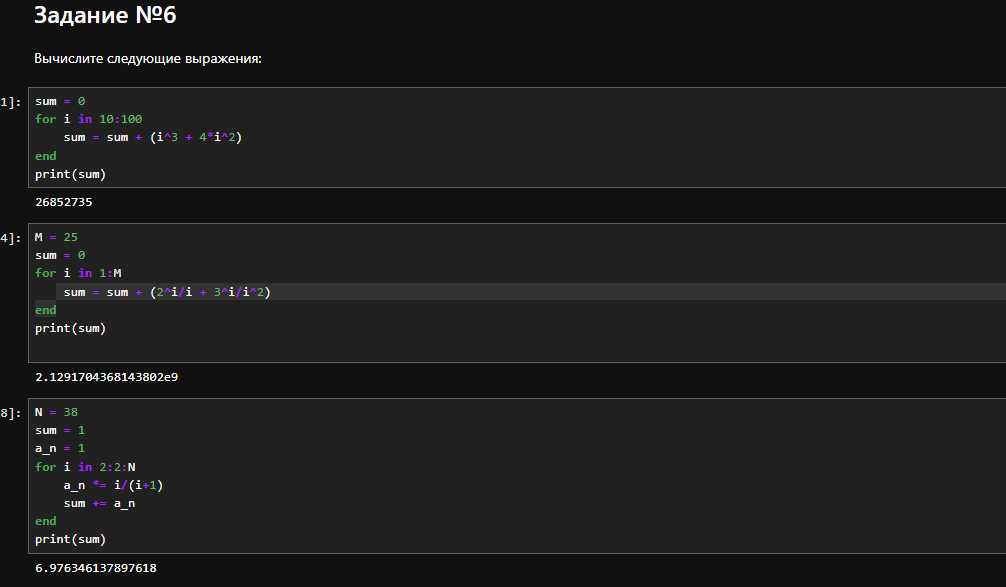 Задание №6
Вычислите следующие выражения:
1]:
sum = 0
for i in 10:100
    sum = sum + (i^3 + 4*i^2)
end
print(sum)
26852735
4]:
M = 25
sum = 0
for i in 1:M
    sum = sum + (2^i/i + 3^i/i^2)
end
print(sum)
2.1291704368143802e9
8]:
N = 38
sum = 1
a_n = 1
for i in 2:2:N
    a_n *= i/(i+1)
    sum += a_n
end
print(sum)
6.976346137897618